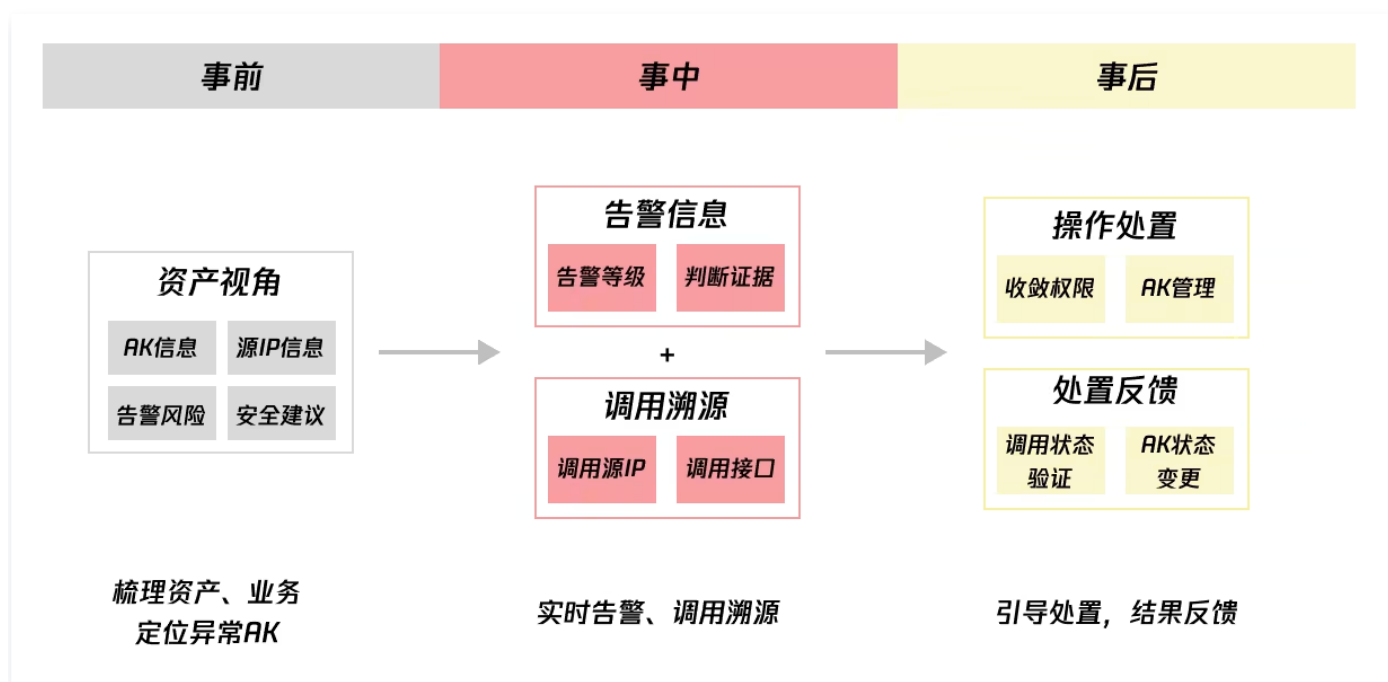 事前
事中
事后
资产视角
AK信息
源IP信息
告警风险
安全建议
梳理资产、业务
定位异常AK
告警信息
告警等级
判断证据
+
调用溯源
调用源IP
调用接口
实时告警、调用溯源
操作处置
收敛权限
AK管理
处置反馈
调用状态
验证
AK状态
变更
引导处置，结果反馈